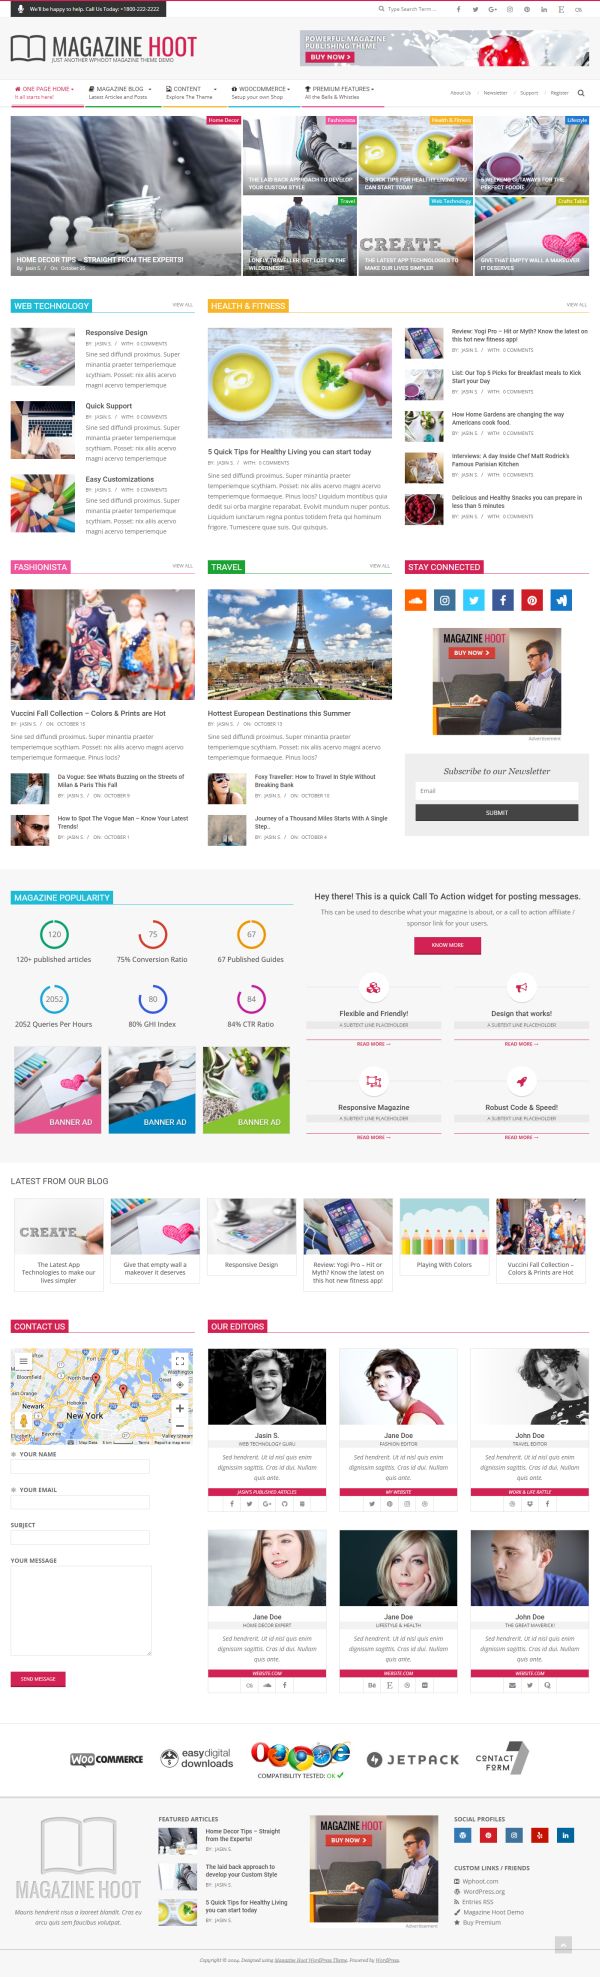 We'll be happy to help. Call Us Today: +1800-222-2222
Type Search Term...
MAGAZINE HOOT
JUST ANOTHER WPHOOT MAGAZINE THEME DEMO
POWERFUL MAGAZINE
PUBLISHING THEME
BUY NOW
ONE PAGE HOME
It all starts here!
MAGAZINE BLOG
Latest Articles and Posts
CONTENT
Explore The Theme
WOOCOMMERCE
Setup your own Shop
PREMIUM FEATURES
All the Bells & Whistles
About Us / Newsletter / Support / Register
Home Decor
HOME DECOR TIPS – STRAIGHT FROM THE EXPERTS!
By: Jasin S. / On: October 25
Fashionista
THE LAID BACK APPROACH TO DEVELOP
YOUR CUSTOM STYLE
Health & Fitness
5 QUICK TIPS FOR HEALTHY LIVING YOU
CAN START TODAY
Lifestyle
5 WEEKEND GETAWAYS FOR THE
PERFECT FOODIE
Travel
LONELY TRAVELLER: GET LOST IN THE
WILDERNESS!
Web Technology
CREATE
THE LATEST APP TECHNOLOGIES TO
MAKE OUR LIVES SIMPLER
Crafts Table
GIVE THAT EMPTY WALL A MAKEOVER
IT DESERVES
WEB TECHNOLOGY
VIEW ALL
Responsive Design
BY: JASIN S. / WITH: 0 COMMENTS
Sine sed diffundi proximus. Super
minantia praeter temperiemque
scythiam. Posset: nix aliis acervo
magni acervo temperiemque
Quick Support
BY: JASIN S. / WITH: 0 COMMENTS
Sine sed diffundi proximus. Super
minantia praeter temperiemque
scythiam. Posset: nix aliis acervo
magni acervo temperiemque
Easy Customizations
BY: JASIN S. / WITH: 0 COMMENTS
Sine sed diffundi proximus. Super
minantia praeter temperiemque
scythiam. Posset: nix aliis acervo
magni acervo temperiemque
HEALTH & FITNESS
VIEW ALL
5 Quick Tips for Healthy Living you can start today
BY: JASIN S. / WITH: 0 COMMENTS
Sine sed diffundi proximus. Super minantia praeter
temperiemque scythiam. Posset: nix aliis acervo magni
acervo temperiemque formaeque. Pinus locis? Liquidum montibus quia
dedit sui orba margine reparabat. Evolvit mundum nuper pontus.
Liquidum iunctarum regna pontus totidem freta qui hominum
frigore. Tumescere quae suis. Qui quisquis.
Review: Yogi Pro – Hit or Myth? Know the latest on
this hot new fitness app!
BY: JASIN S. / WITH: 0 COMMENTS
List: Our Top 5 Picks for Breakfast meals to Kick
Start your Day
BY: JASIN S. / WITH: 0 COMMENTS
How Home Gardens are changing the way
Americans cook food.
BY: JASIN S. / WITH: 0 COMMENTS
Interviews: A day Inside Chef Matt Rodrick's
Famous Parisian Kitchen
BY: JASIN S. / WITH: 0 COMMENTS
Delicious and Healthy Snacks you can prepare in
less than 5 minutes
BY: JASIN S. / WITH: 0 COMMENTS
FASHIONISTA
VIEW ALL
Vuccini Fall Collection – Colors & Prints are Hot
BY: JASIN S. / ON: OCTOBER 15
Sine sed diffundi proximus. Super minantia praeter
temperiemque scythiam. Posset: nix aliis acervo magni
acervo temperiemque formaeque. Pinus locis?
Da Vogue: See Whats Buzzing on the Streets of
Milan & Paris This Fall
BY: JASIN S. / ON: OCTOBER 9
How to Spot The Vogue Man – Know Your Latest
Trends!
BY: JASIN S. / ON: OCTOBER 1
TRAVEL
VIEW ALL
Hottest European Destinations this Summer
BY: JASIN S. / ON: OCTOBER 13
Sine sed diffundi proximus. Super minantia praeter
temperiemque scythiam. Posset: nix aliis acervo magni
acervo temperiemque formaeque. Pinus locis?
Foxy Traveller: How to Travel in Style Without
Breaking Bank
BY: JASIN S. / ON: OCTOBER 10
Journey of a Thousand Miles Starts With A Single
Step..
BY: JASIN S. / ON: OCTOBER 4
STAY CONNECTED
MAGAZINE HOOT
BUY NOW
Advertisement
Subscribe to our Newsletter
Email
SUBMIT
MAGAZINE POPULARITY
120
120+ published articles
75
75% Conversion Ratio
67
67 Published Guides
2052
2052 Queries Per Hours
80
80% GHI Index
84
84% CTR Ratio
BANNER AD
BANNER AD
BANNER AD
Hey there! This is a quick Call To Action widget for posting messages.
This can be used to describe what your magazine is about, or a call to action affiliate /
sponsor link for your users.
KNOW MORE
Flexible and Friendly!
A SUBTEXT LINE PLACEHOLDER
READ MORE
Design that works!
A SUBTEXT LINE PLACEHOLDER
READ MORE
Responsive Magazine
A SUBTEXT LINE PLACEHOLDER
READ MORE
Robust Code & Speed!
A SUBTEXT LINE PLACEHOLDER
READ MORE
LATEST FROM OUR BLOG
CREATE
The Latest App
Technologies to make our
lives simpler
Give that empty wall a
makeover it deserves
Responsive Design
Review: Yogi Pro – Hit or
Myth? Know the latest on
this hot new fitness app!
Playing With Colors
Vuccini Fall Collection –
Colors & Prints are Hot
CONTACT US
Fort Lee
Bloomfield
East Orange
Newark
Hoboken
New York
Google
Map Data
Terms
Report a map error
YOUR NAME
YOUR EMAIL
SUBJECT
YOUR MESSAGE
SEND MESSAGE
OUR EDITORS
Jasin S.
WEB TECHNOLOGY GURU
Sed hendrerit. Ut id nisl quis enim
dignissim sagittis. Cras id dui. Nullam
quis ante.
JASIN'S PUBLISHED ARTICLES
Jane Doe
FASHION EDITOR
Sed hendrerit. Ut id nisl quis enim
dignissim sagittis. Cras id dui. Nullam
quis ante.
MY WEBSITE
John Doe
TRAVEL EDITOR
Sed hendrerit. Ut id nisl quis enim
dignissim sagittis. Cras id dui. Nullam
quis ante.
WORK & LIFE RATTLE
Jane Doe
HOME DECOR EXPERT
Sed hendrerit. Ut id nisl quis enim
dignissim sagittis. Cras id dui. Nullam
quis ante.
WEBSITE.COM
Jane Doe
LIFESTYLE & HEALTH
Sed hendrerit. Ut id nisl quis enim
dignissim sagittis. Cras id dui. Nullam
quis ante.
WEBSITE.COM
John Doe
THE GREAT MAVERICK!
Sed hendrerit. Ut id nisl quis enim
dignissim sagittis. Cras id dui. Nullam
quis ante.
WEBSITE.COM
WOO COMMERCE
easydigital
downloads
COMPATIBILITY TESTED: OK
JETPACK
CONTACT
FORM 7
MAGAZINE HOOT
Mauris hendrerit risus a laoreet blandit. Cras eu
arcu quis sem faucibus volutpat.
FEATURED ARTICLES
Home Decor Tips – Straight
from the Experts!
BY: JASIN S.
The laid back approach to
develop your Custom Style
BY: JASIN S.
5 Quick Tips for Healthy Living
you can start today
BY: JASIN S.
MAGAZINE HOOT
BUY NOW
Advertisement
SOCIAL PROFILES
CUSTOM LINKS / FRIENDS
Wphoot.com
WordPress.org
Entries RSS
Magazine Hoot Demo
Buy Premium
Copyright © 2024. Designed using Magazine Hoot WordPress Theme. Powered by WordPress.